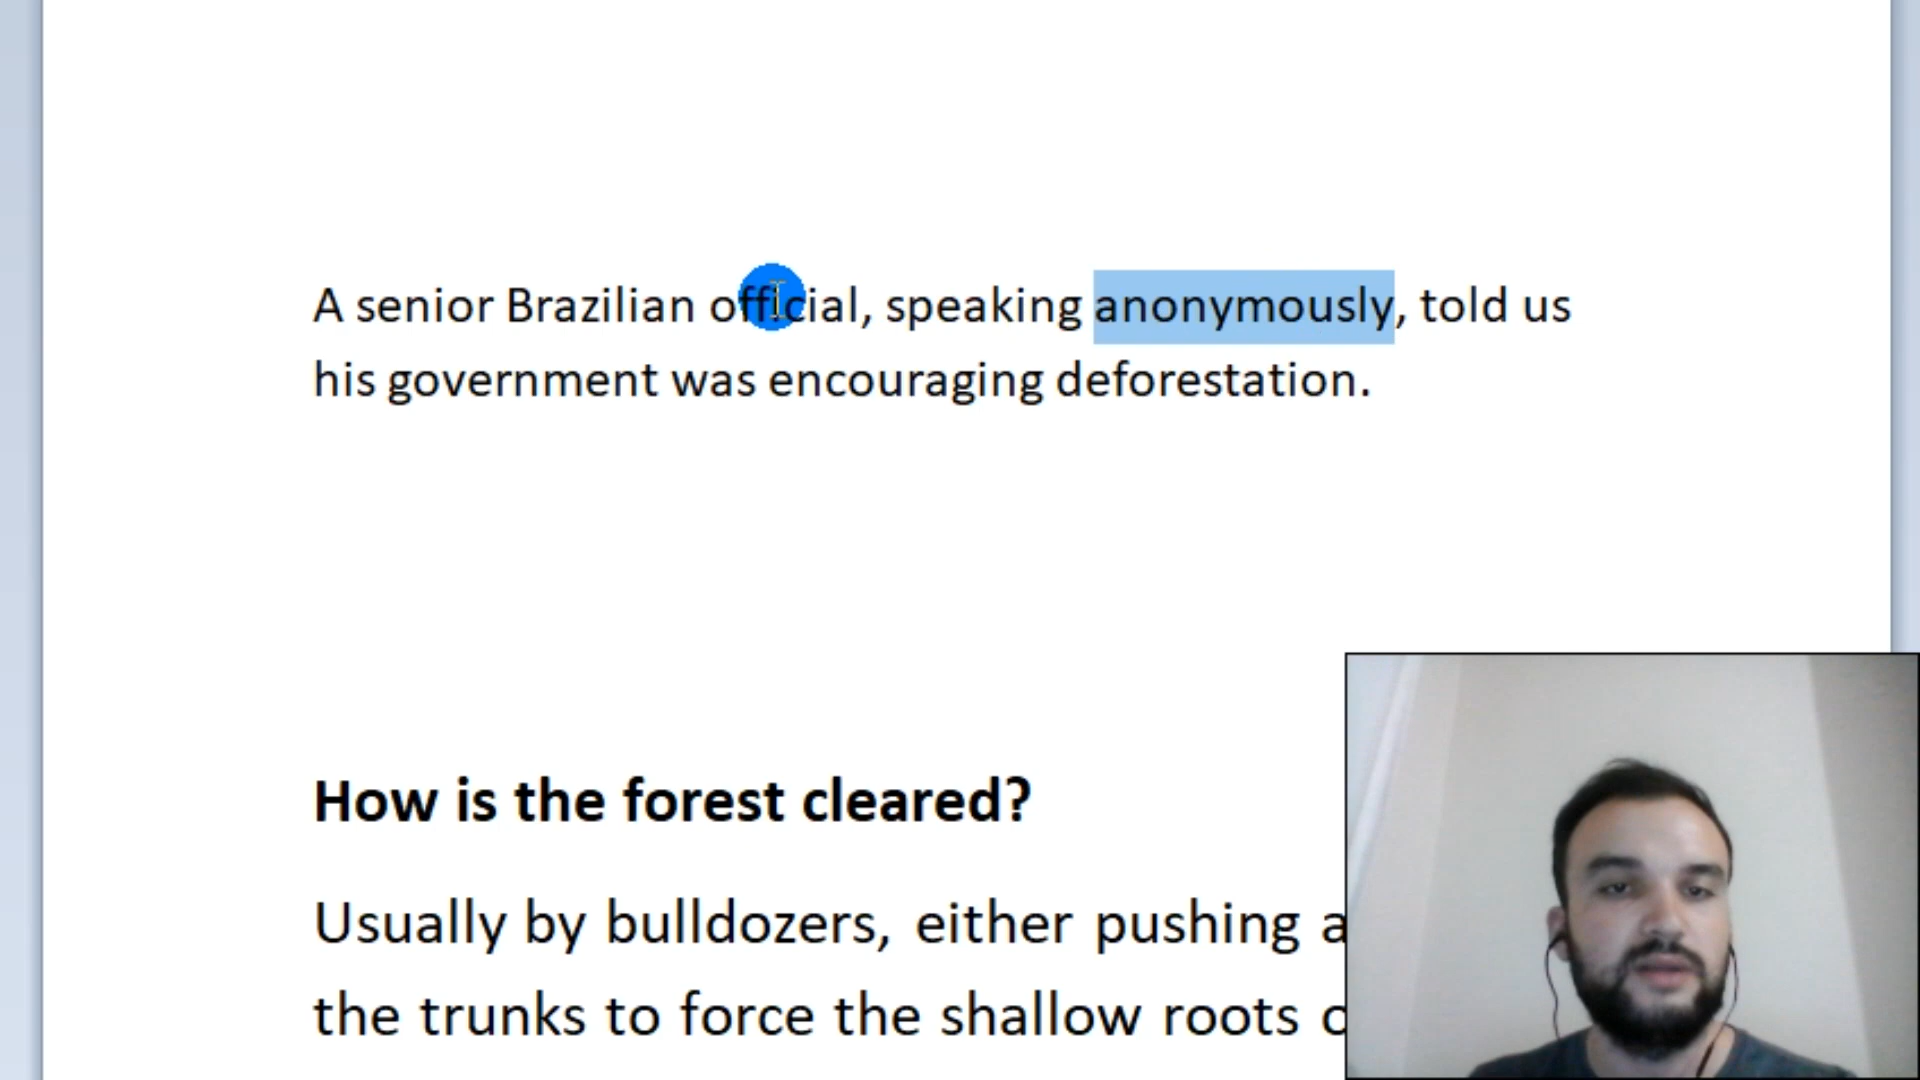 A senior Brazilian official, speaking anonymously, told us
his government was encouraging deforestation.
How is the forest cleared?
Usually by bulldozers, either pushing a
the trunks to force the shallow roots o